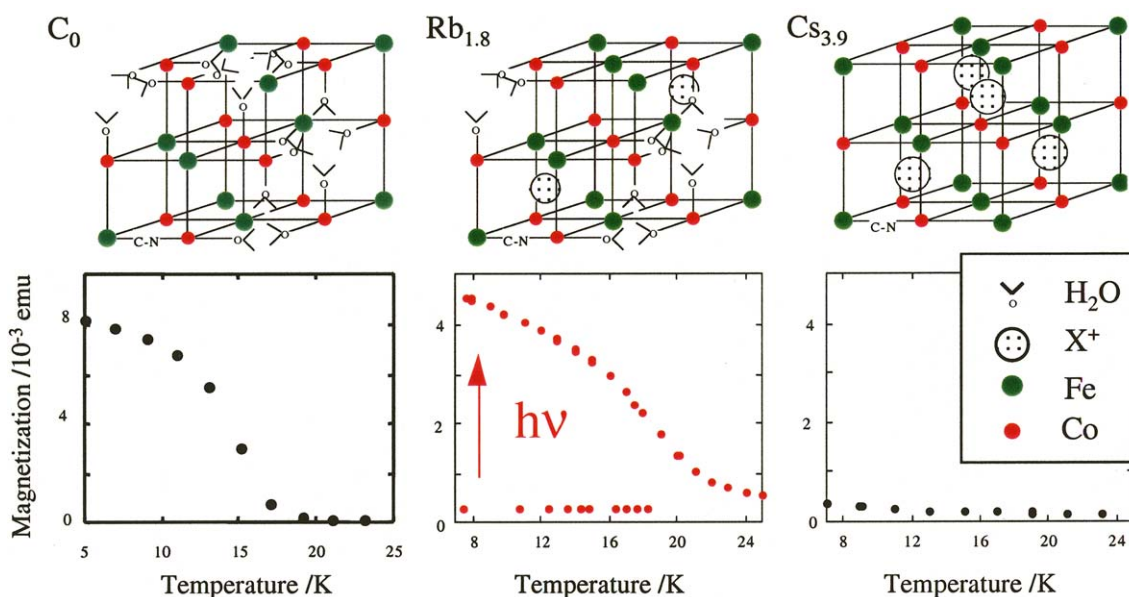 C₀
Rb₁.₈
Cs₃.₉
C-N
C-N
C-N
Magnetization /10⁻³ emu
8
4
0
5
10
15
20
25
Temperature /K
4
2
0
hν
8
12
16
20
24
Temperature /K
4
2
0
8
12
16
20
24
Temperature /K
H₂O
X⁺
Fe
Co